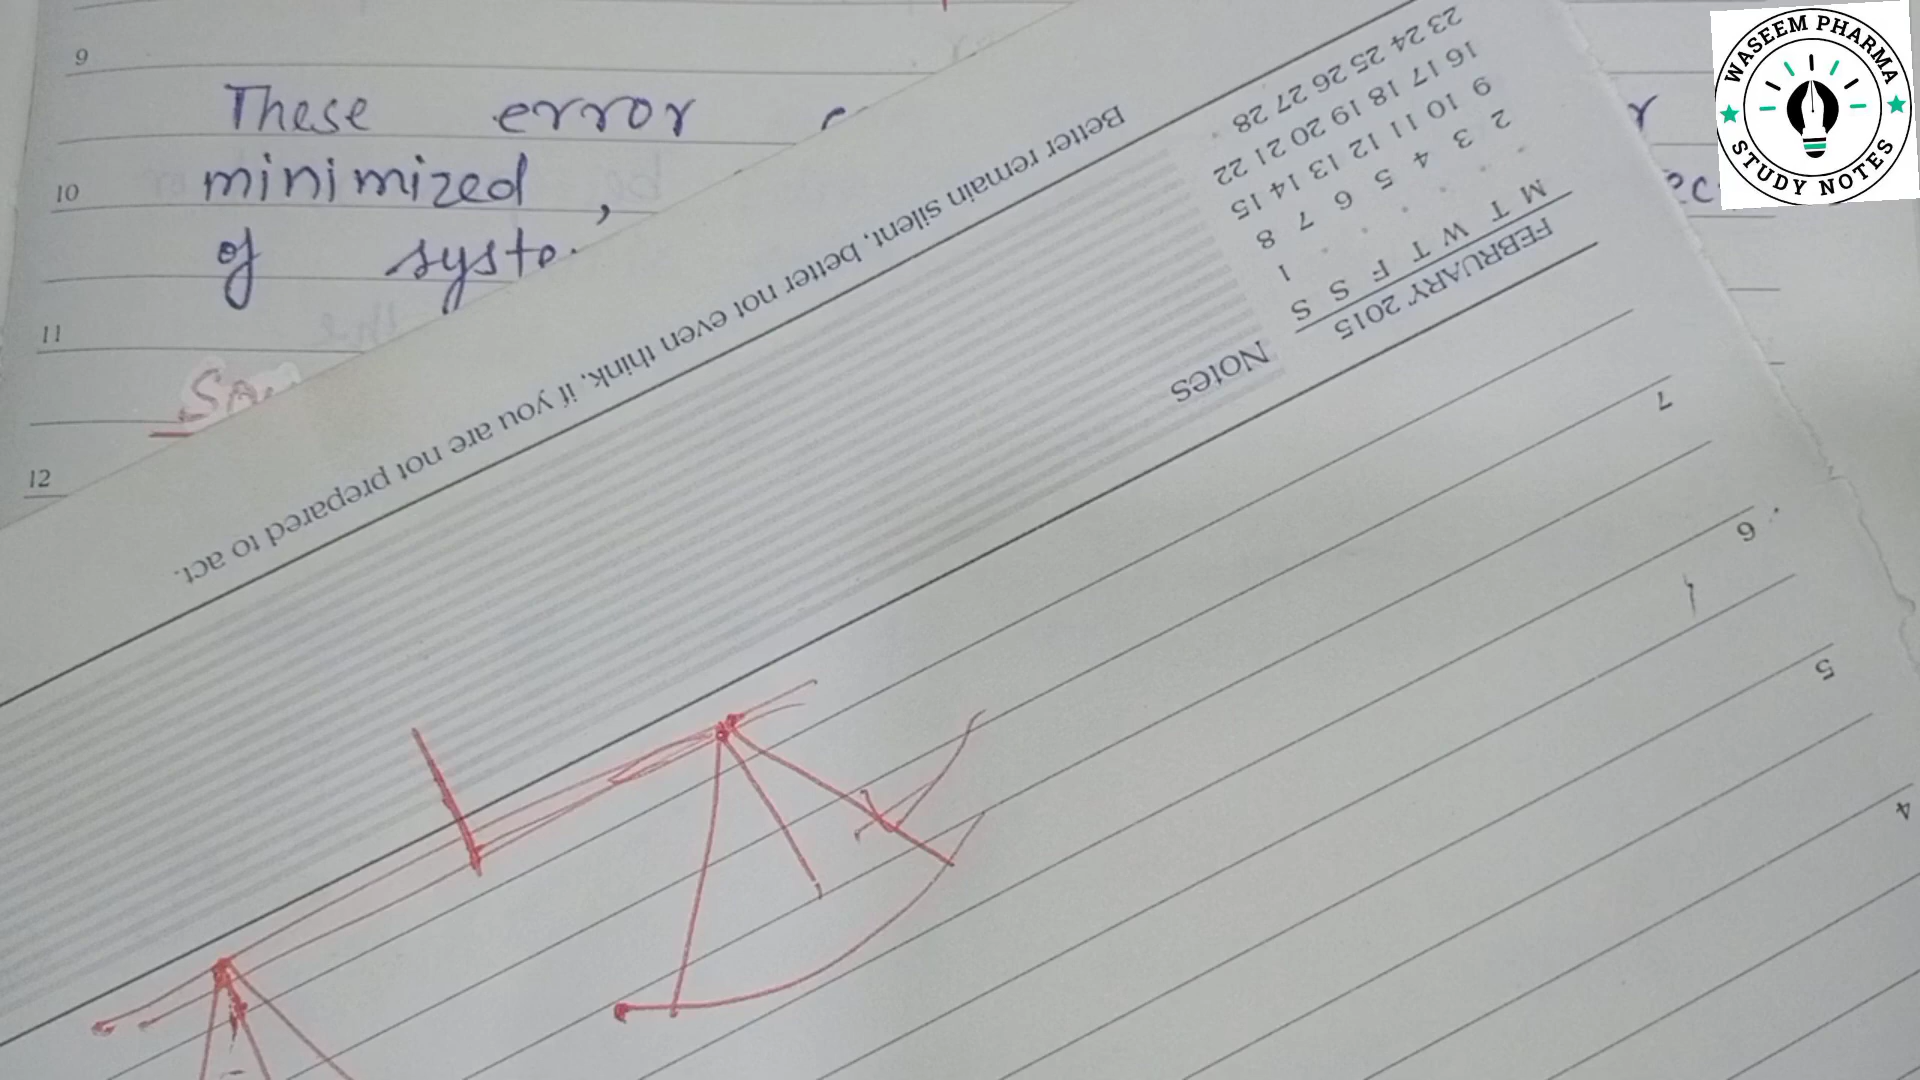 9
These error
10
minimized,
of
11
12
WASEEM PHARMA
STUDY NOTES
Better remain silent, better not even think, if you are not prepared to act.
Notes
FEBRUARY 2015
M T W T F S S
1
2 3 4 5 6 7 8
9 10 11 12 13 14 15
16 17 18 19 20 21 22
23 24 25 26 27 28
7
6
5
4